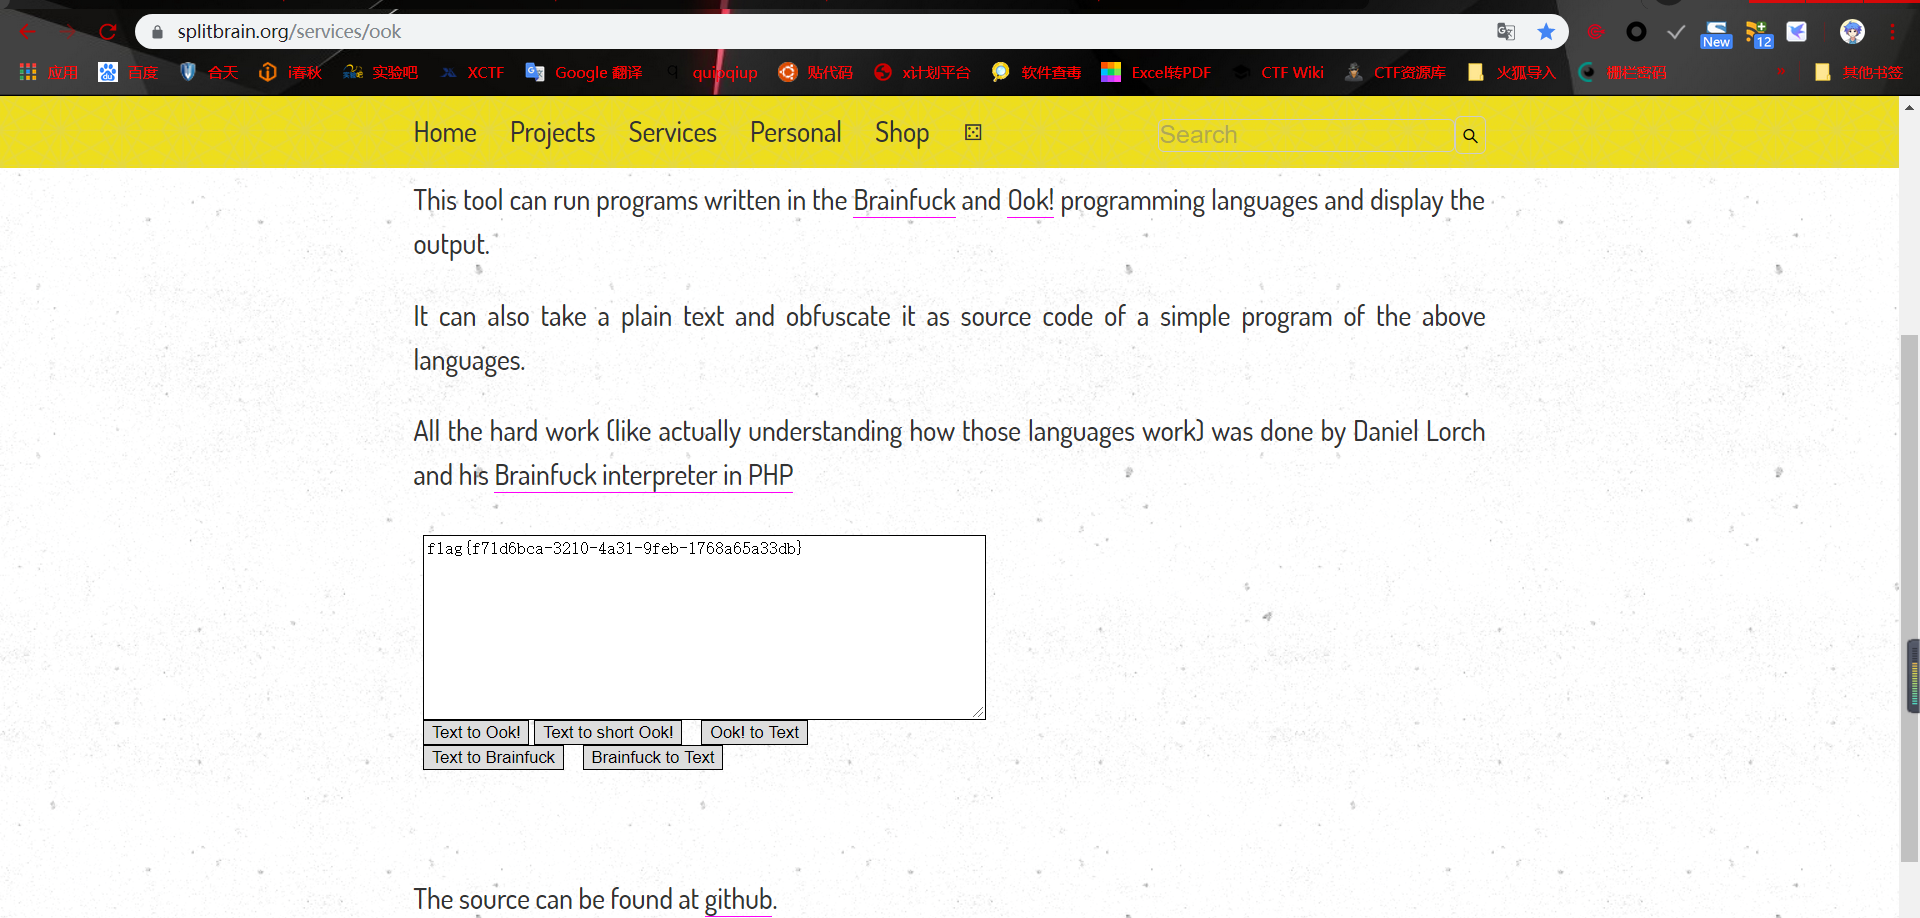 splitbrain.org/services/ook
New
12
应用 百度 合天 i春秋 实验吧 XCTF Google 翻译 quipqiup 贴代码 x计划平台 软件查毒 Excel转PDF CTF Wiki CTF资源库 火狐导入 栅栏密码 » 其他书签
Home Projects Services Personal Shop Search
This tool can run programs written in the Brainfuck and Ook! programming languages and display the
output.
It can also take a plain text and obfuscate it as source code of a simple program of the above
languages.
All the hard work (like actually understanding how those languages work) was done by Daniel Lorch
and his Brainfuck interpreter in PHP
flag{f71d6bca-3210-4a31-9feb-1768a65a33db}
Text to Ook! Text to short Ook! Ook! to Text
Text to Brainfuck Brainfuck to Text
The source can be found at github.